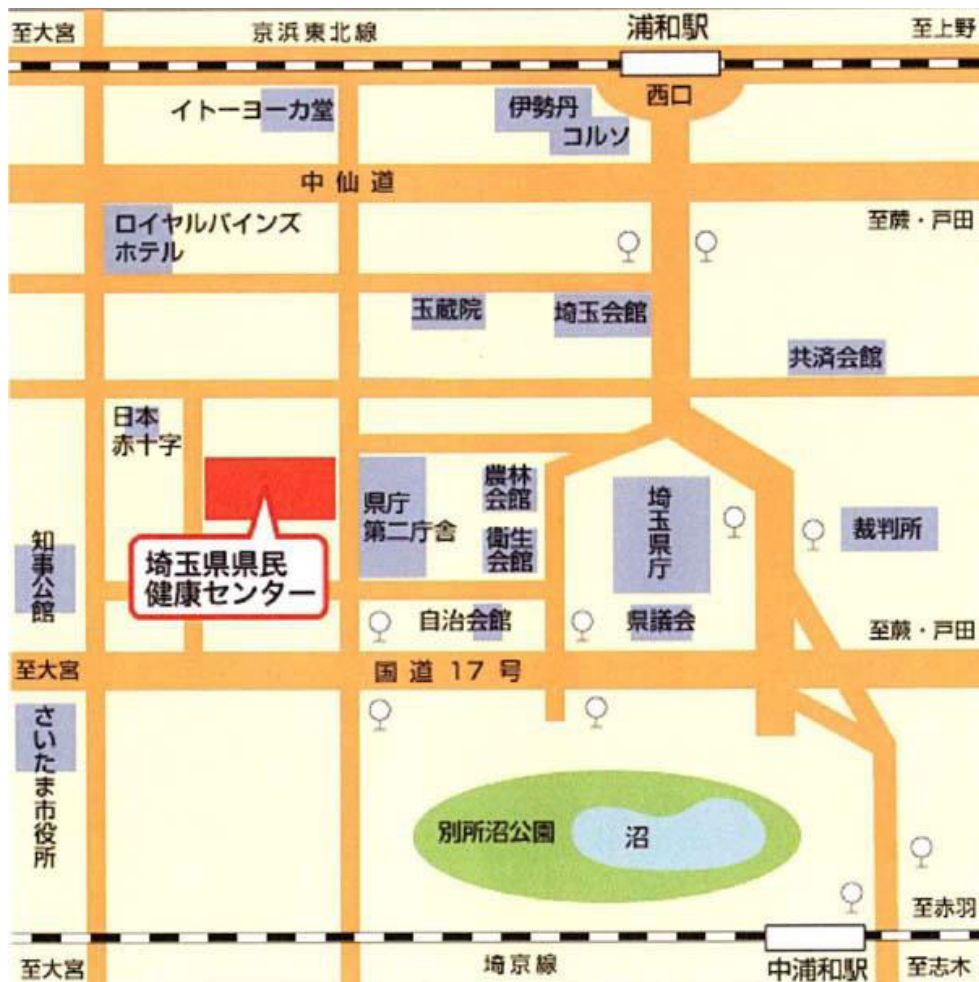 至大宮
京浜東北線
浦和駅
至上野
西口
イトーヨーカ堂
伊勢丹
コルソ
中仙道
ロイヤルパインズ
ホテル
至蕨・戸田
玉蔵院
埼玉会館
共済会館
日本
赤十字
県庁
第二庁舎
農林
会館
衛生
会館
埼玉県庁
裁判所
知事公館
埼玉県県民
健康センター
自治会館
県議会
至蕨・戸田
至大宮
国道17号
さいたま市役所
別所沼公園
沼
至赤羽
至大宮
埼京線
中浦和駅
至志木